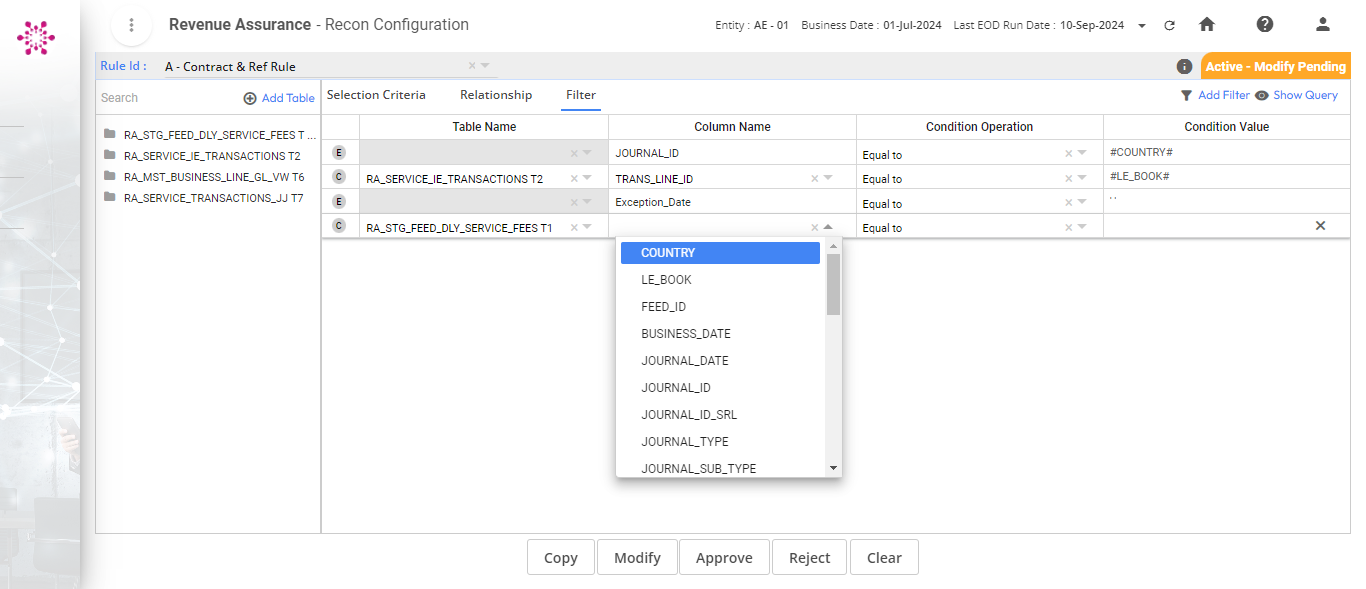 Revenue Assurance - Recon Configuration
Entity : AE - 01 Business Date : 01-Jul-2024 Last EOD Run Date : 10-Sep-2024
Rule Id : A - Contract & Ref Rule
Active - Modify Pending
Search Add Table
Selection Criteria Relationship Filter
Add Filter Show Query
RA_STG_FEED_DLY_SERVICE_FEES T ...
RA_SERVICE_IE_TRANSACTIONS T2
RA_MST_BUSINESS_LINE_GL_VW T6
RA_SERVICE_TRANSACTIONS_JJ T7
Table Name Column Name Condition Operation Condition Value
E JOURNAL_ID Equal to #COUNTRY#
C RA_SERVICE_IE_TRANSACTIONS T2 TRANS_LINE_ID Equal to #LE_BOOK#
E Exception_Date Equal to ' '
C RA_STG_FEED_DLY_SERVICE_FEES T1 Equal to
COUNTRY
LE_BOOK
FEED_ID
BUSINESS_DATE
JOURNAL_DATE
JOURNAL_ID
JOURNAL_ID_SRL
JOURNAL_TYPE
JOURNAL_SUB_TYPE
Copy Modify Approve Reject Clear